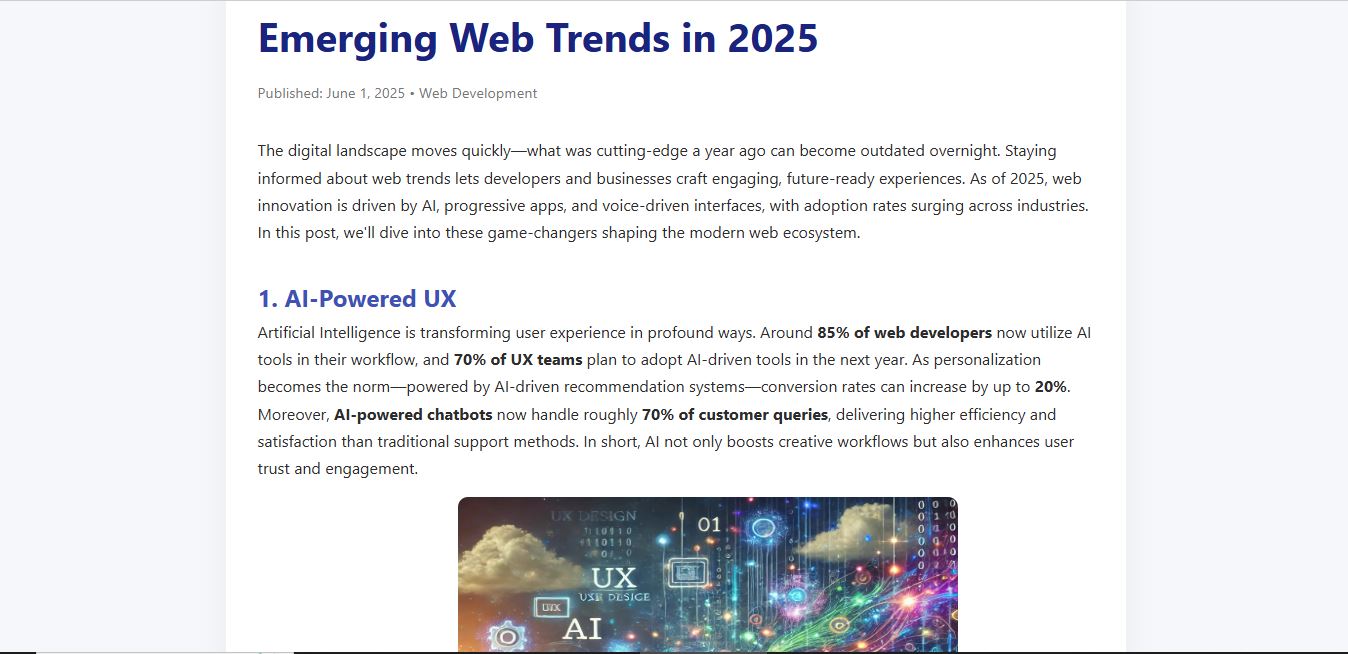 Emerging Web Trends in 2025
Published: June 1, 2025 • Web Development
The digital landscape moves quickly—what was cutting-edge a year ago can become outdated overnight. Staying
informed about web trends lets developers and businesses craft engaging, future-ready experiences. As of 2025, web
innovation is driven by AI, progressive apps, and voice-driven interfaces, with adoption rates surging across industries.
In this post, we'll dive into these game-changers shaping the modern web ecosystem.
1. AI-Powered UX
Artificial Intelligence is transforming user experience in profound ways. Around 85% of web developers now utilize AI
tools in their workflow, and 70% of UX teams plan to adopt AI-driven tools in the next year. As personalization
becomes the norm—powered by AI-driven recommendation systems—conversion rates can increase by up to 20%.
Moreover, AI-powered chatbots now handle roughly 70% of customer queries, delivering higher efficiency and
satisfaction than traditional support methods. In short, AI not only boosts creative workflows but also enhances user
trust and engagement.
UX DESIGN
01
UX
USE DESICE
AI